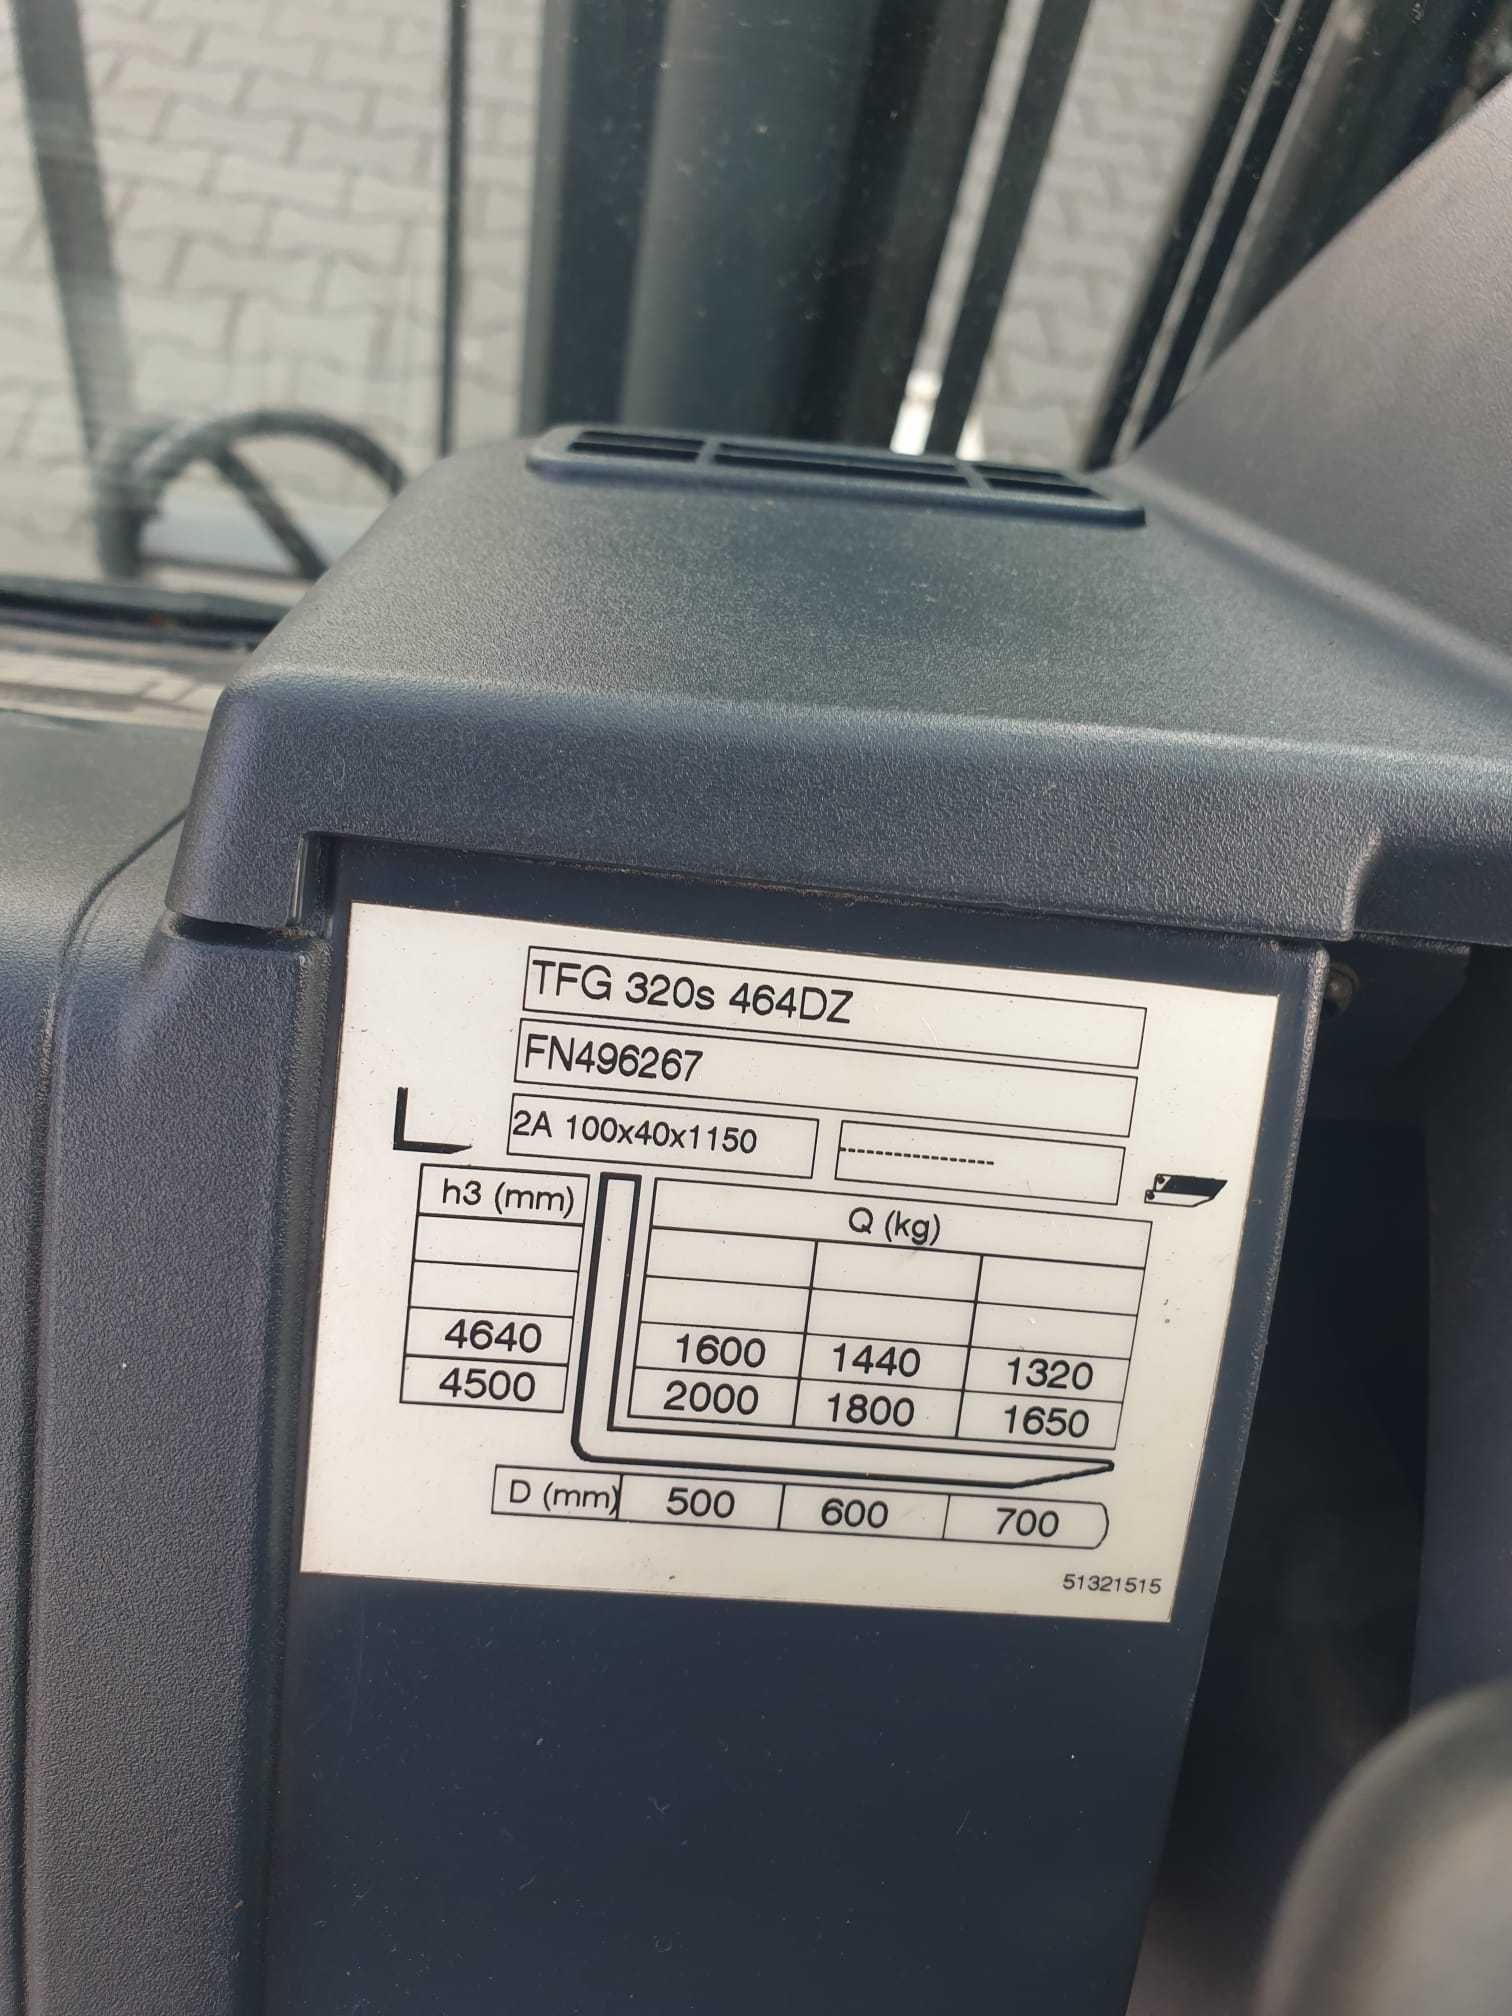 TFG 320s 464DZ
FN496267
2A 100x40x1150 --------------------
h3 (mm) Q (kg)
4640 1600 1440 1320
4500 2000 1800 1650
D (mm) 500 600 700
51321515